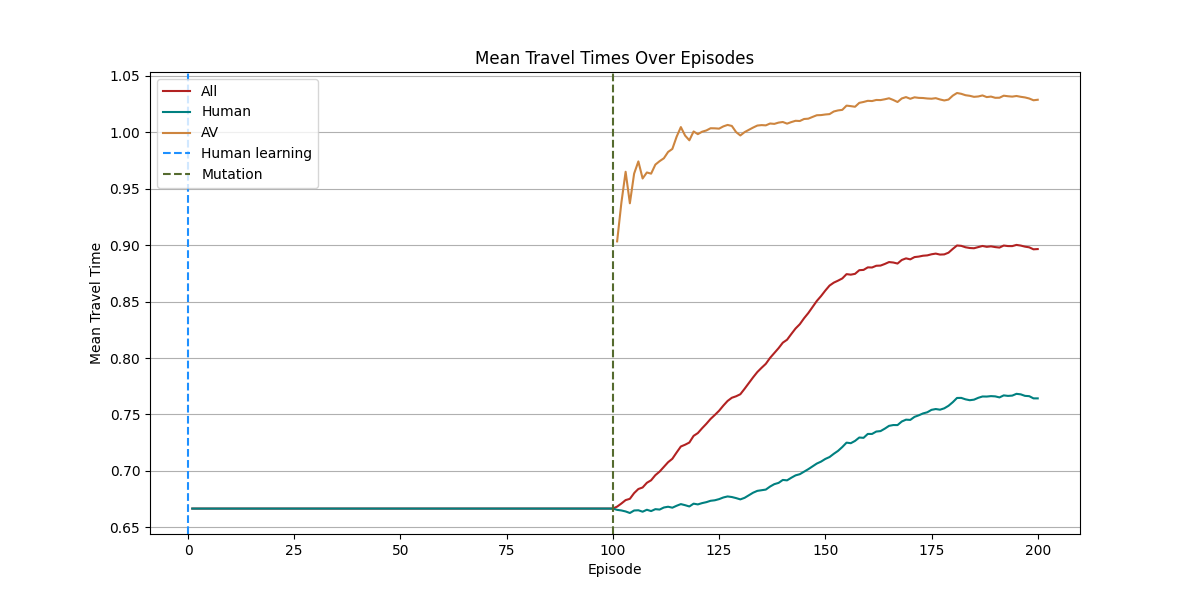 Mean Travel Times Over Episodes
Mean Travel Time
1.05
1.00
0.95
0.90
0.85
0.80
0.75
0.70
0.65
All
Human
AV
Human learning
Mutation
0 25 50 75 100 125 150 175 200
Episode